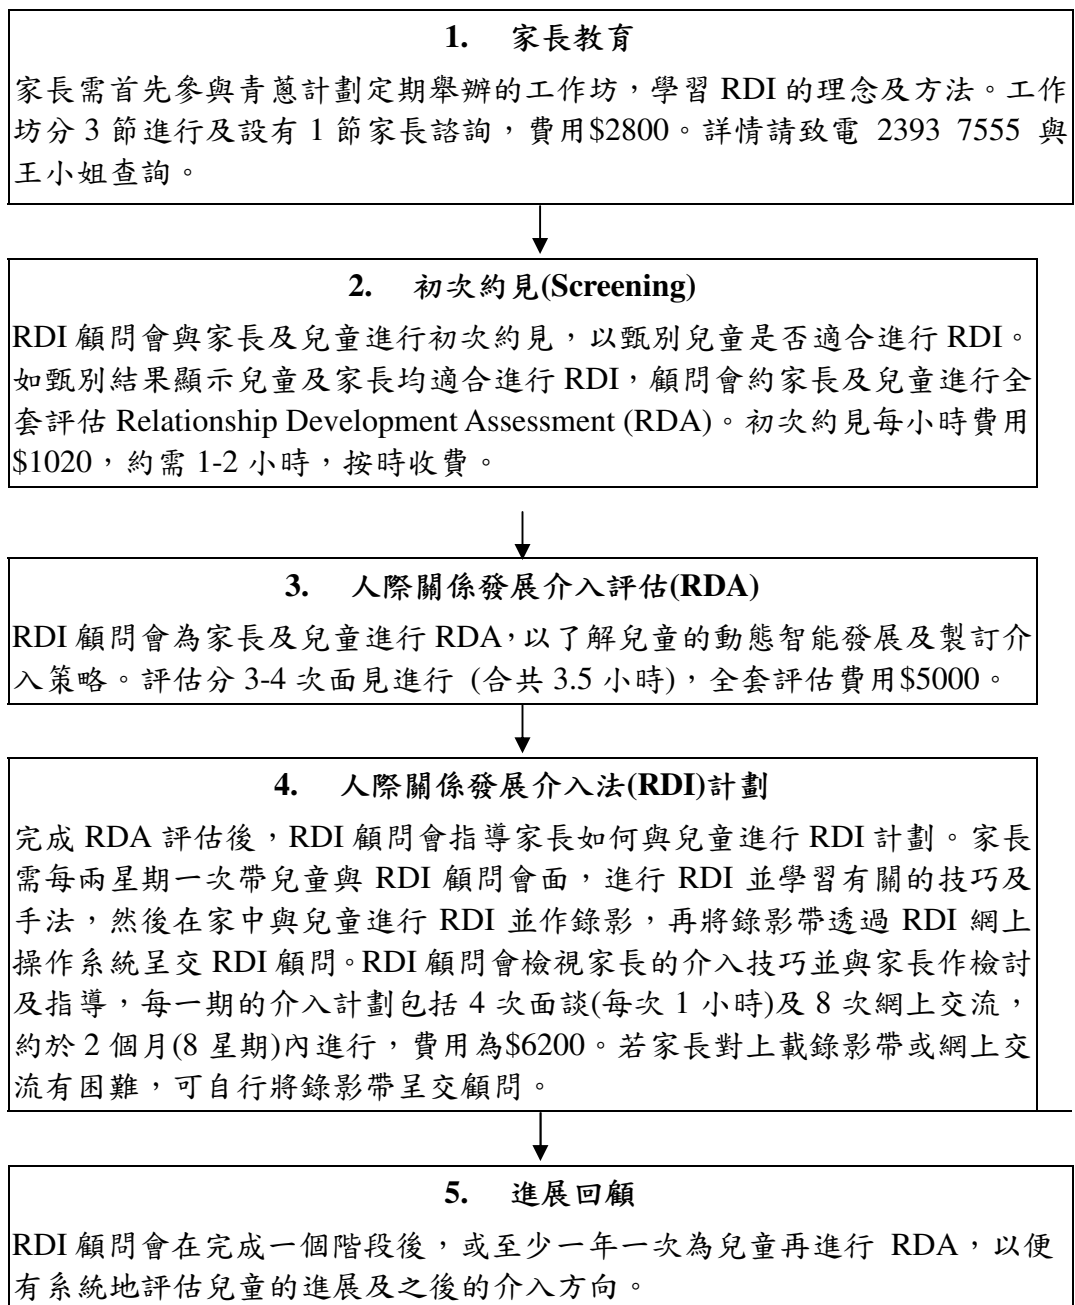 1. 家長教育
家長需首先參與青蔥計劃定期舉辦的工作坊，學習 RDI 的理念及方法。工作
坊分 3 節進行及設有 1 節家長諮詢，費用$2800。詳情請致電 2393 7555 與
王小姐查詢。
2. 初次約見(Screening)
RDI 顧問會與家長及兒童進行初次約見，以甄別兒童是否適合進行 RDI。
如甄別結果顯示兒童及家長均適合進行 RDI，顧問會約家長及兒童進行全
套評估 Relationship Development Assessment (RDA)。初次約見每小時費用
$1020，約需 1-2 小時，按時收費。
3. 人際關係發展介入評估(RDA)
RDI 顧問會為家長及兒童進行 RDA，以了解兒童的動態智能發展及製訂介
入策略。評估分 3-4 次面見進行 (合共 3.5 小時)，全套評估費用$5000。
4. 人際關係發展介入法(RDI)計劃
完成 RDA 評估後，RDI 顧問會指導家長如何與兒童進行 RDI 計劃。家長
需每兩星期一次帶兒童與 RDI 顧問會面，進行 RDI 並學習有關的技巧及
手法，然後在家中與兒童進行 RDI 並作錄影，再將錄影帶透過 RDI 網上
操作系統呈交 RDI 顧問。RDI 顧問會檢視家長的介入技巧並與家長作檢討
及指導，每一期的介入計劃包括 4 次面談(每次 1 小時)及 8 次網上交流，
約於 2 個月(8 星期)內進行，費用為$6200。若家長對上載錄影帶或網上交
流有困難，可自行將錄影帶呈交顧問。
5. 進展回顧
RDI 顧問會在完成一個階段後，或至少一年一次為兒童再進行 RDA，以便
有系統地評估兒童的進展及之後的介入方向。